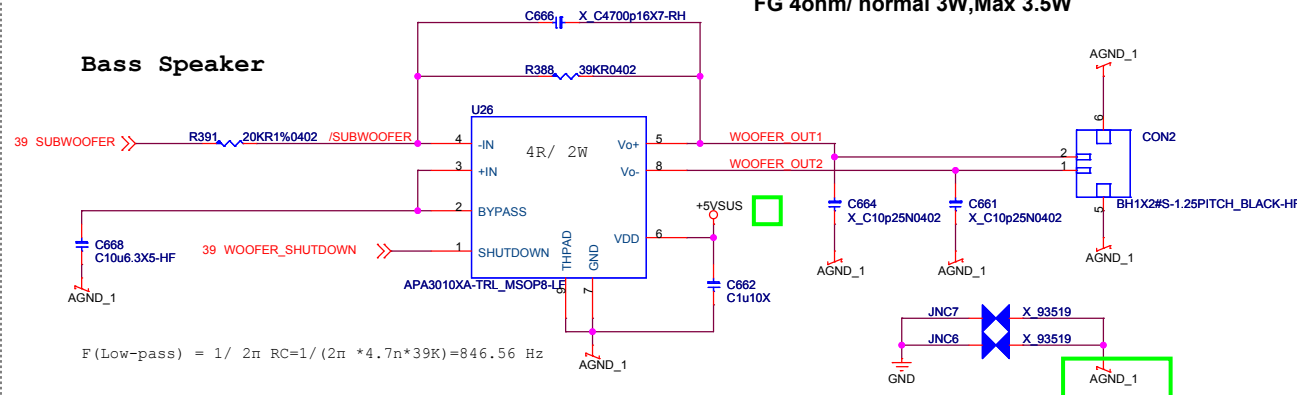 FG 4ohm/ normal 3W,Max 3.5W
C666 X_C4700p16X7-RH
AGND_1
Bass Speaker
R388 39KR0402
U26
6
CON2
39 SUBWOOFER R391 20KR1%0402 /SUBWOOFER 4 -IN 4R/ 2W Vo+ 5 WOOFER_OUT1
2
3 +IN Vo- 8 WOOFER_OUT2 1
2 BYPASS
+5VSUS
C664
X_C10p25N0402
C661
X_C10p25N0402
5
BH1X2#S-1.25PITCH_BLACK-HF
C668
C10u6.3X5-HF
39 WOOFER_SHUTDOWN 1 SHUTDOWN VDD 6
THPAD
GND
AGND_1
AGND_1
AGND_1
AGND_1
APA3010XA-TRL_MSOP8-LF
9
7
C662
C1u10X
JNC7 X_93519
JNC6 X_93519
F(Low-pass) = 1/ 2π RC=1/(2π *4.7n*39K)=846.56 Hz
AGND_1
GND
AGND_1